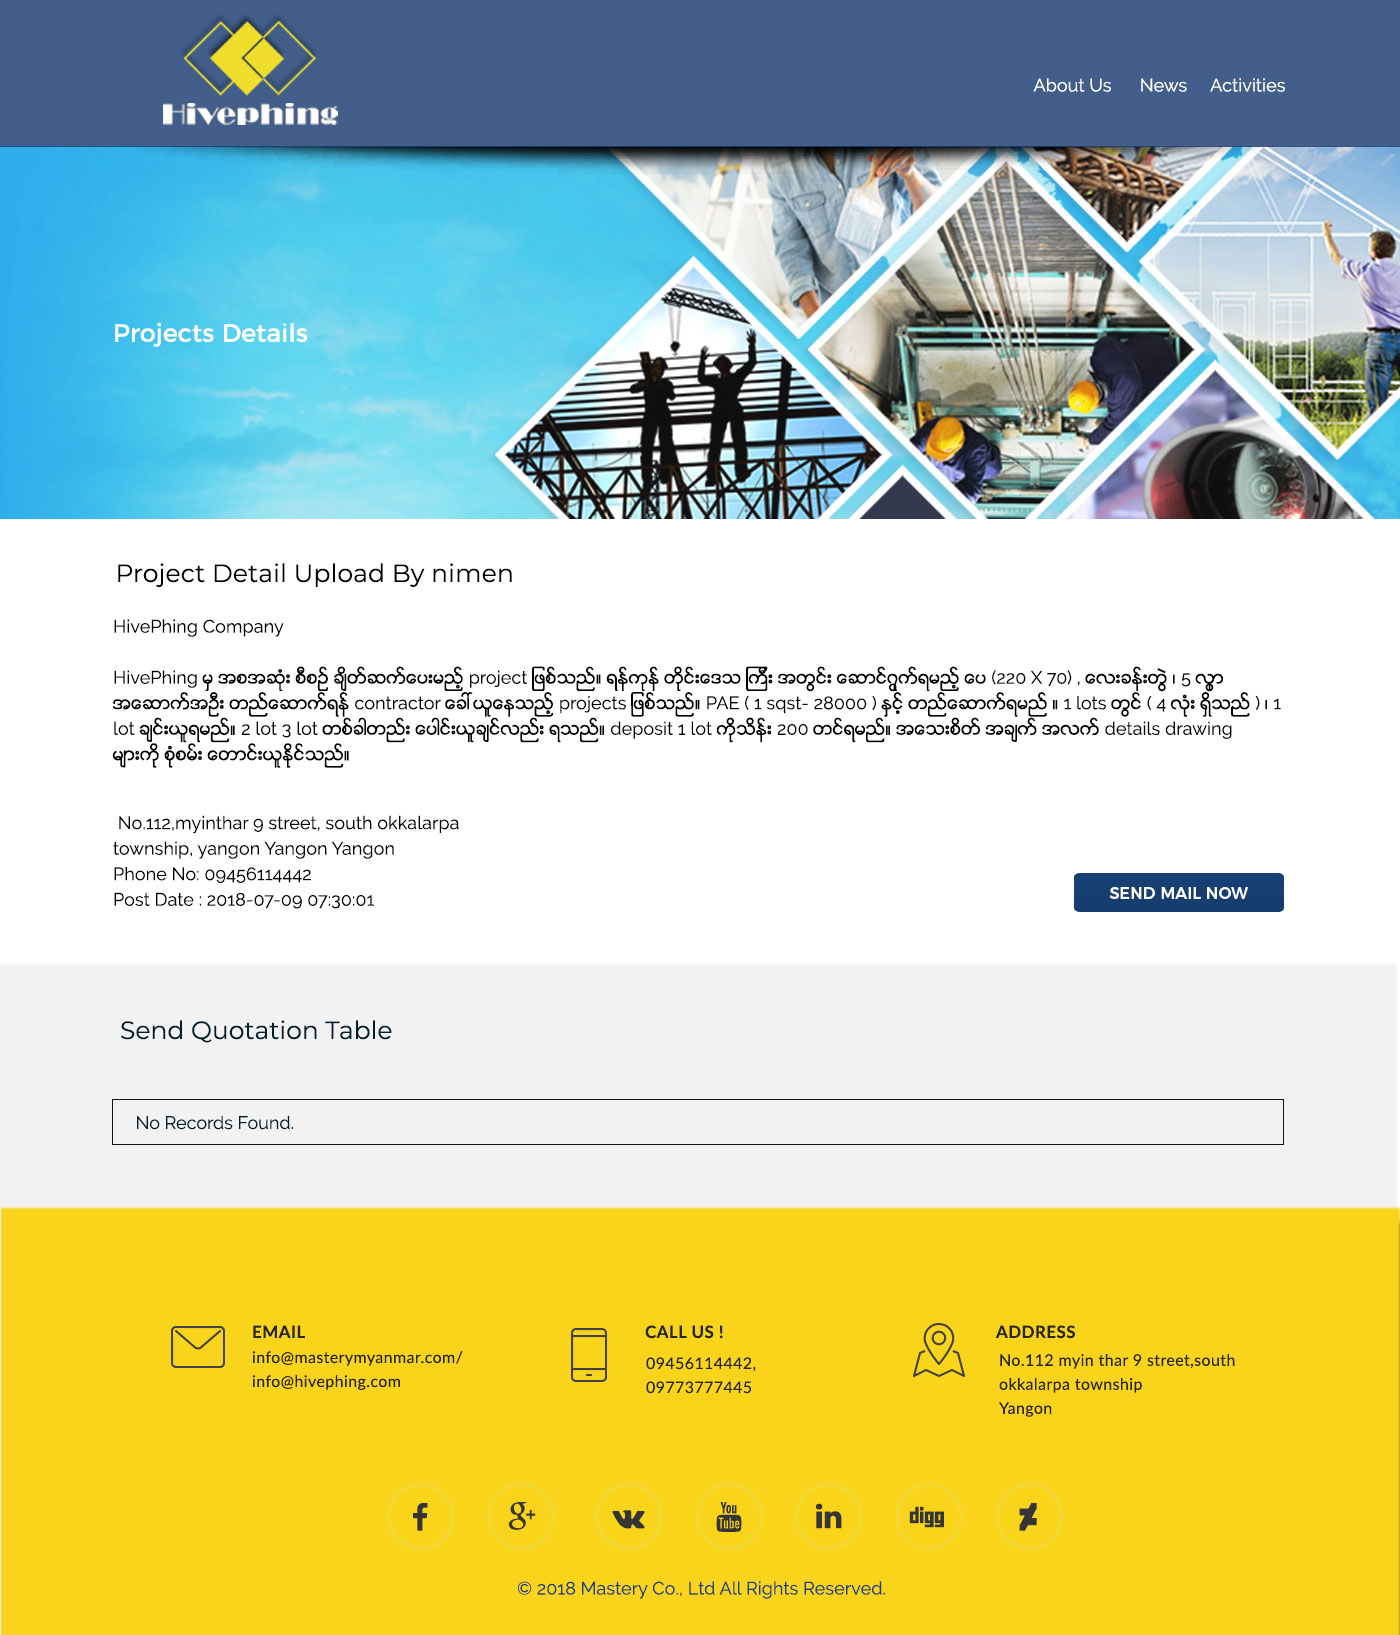 Hivephing
About Us News Activities
Projects Details
Project Detail Upload By nimen
HivePhing Company
HivePhing မှ အစအဆုံး စီစဉ် ချိတ်ဆက်ပေးမည့် project ဖြစ်သည်။ ရန်ကုန် တိုင်းဒေသ ကြီး အတွင်း ဆောင်ဂွက်ရမည့် ပေ (220 X 70) , လေးခန်းတွဲ ၊ 5 လွှာ
အဆောက်အဦး တည်ဆောက်ရန် contractor ခေါ်ယူနေသည့် projects ဖြစ်သည်။ PAE ( 1 sqst- 28000 ) နှင့် တည်ဆောက်ရမည် ။ 1 lots တွင် ( 4 လုံး ရှိသည် ) ၊ 1
lot ချင်းယူရမည်။ 2 lot 3 lot တစ်ခါတည်း ပေါင်းယူချင်လည်း ရသည်။ deposit 1 lot ကိုသိန်း 200 တင်ရမည်။ အသေးစိတ် အချက် အလက် details drawing
များကို စုံစမ်း တောင်းယူနိုင်သည်။
No.112,myinthar 9 street, south okkalarpa
township, yangon Yangon Yangon
Phone No: 09456114442
Post Date : 2018-07-09 07:30:01
SEND MAIL NOW
Send Quotation Table
No Records Found.
EMAIL
info@masterymyanmar.com/
info@hivephing.com
CALL US !
09456114442,
09773777445
ADDRESS
No.112 myin thar 9 street,south
okkalarpa township
Yangon
You Tube
in
digg
© 2018 Mastery Co., Ltd All Rights Reserved.